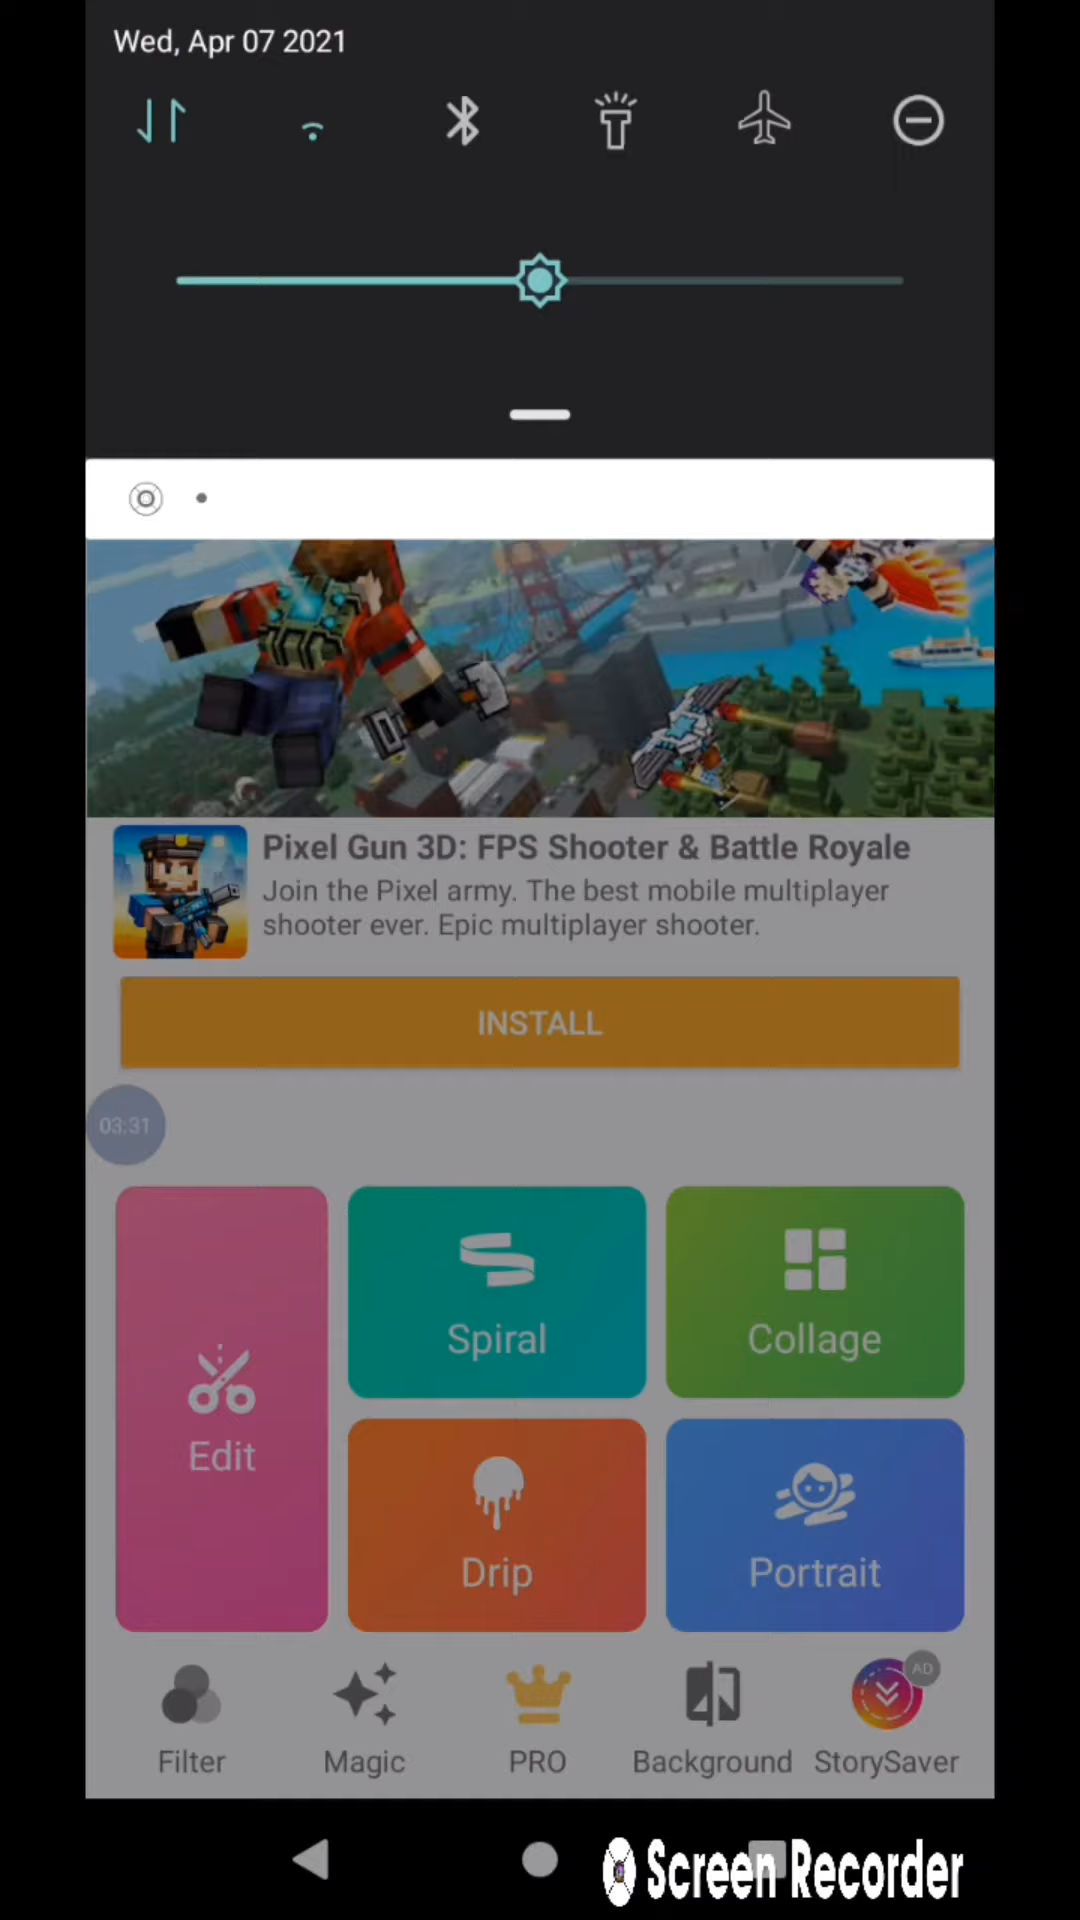 Wed, Apr 07 2021
Pixel Gun 3D: FPS Shooter & Battle Royale
Join the Pixel army. The best mobile multiplayer
shooter ever. Epic multiplayer shooter.
INSTALL
03:31
Spiral
Collage
Edit
Drip
Portrait
AD
Filter
Magic
PRO
Background
StorySaver
Screen Recorder